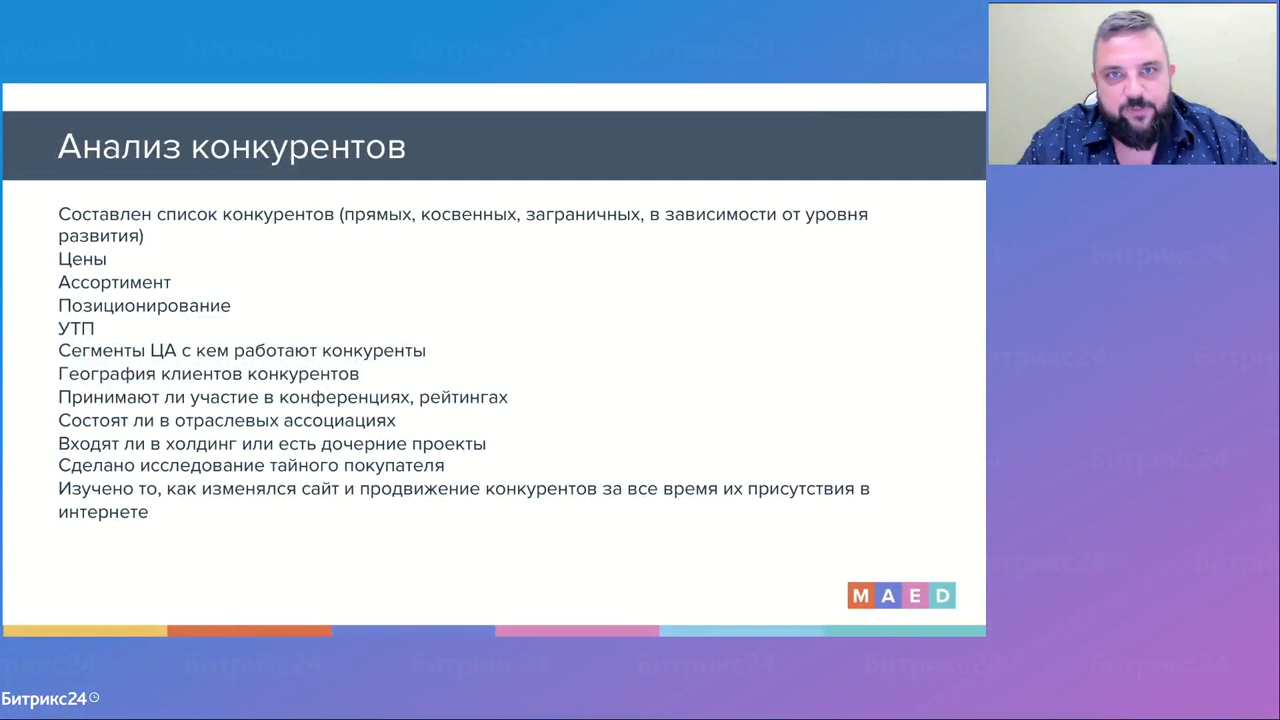 Анализ конкурентов
Составлен список конкурентов (прямых, косвенных, заграничных, в зависимости от уровня
развития)
Цены
Ассортимент
Позиционирование
УТП
Сегменты ЦА с кем работают конкуренты
География клиентов конкурентов
Принимают ли участие в конференциях, рейтингах
Состоят ли в отраслевых ассоциациях
Входят ли в холдинг или есть дочерние проекты
Сделано исследование тайного покупателя
Изучено то, как изменялся сайт и продвижение конкурентов за все время их присутствия в
интернете
MAED
Битрикс24